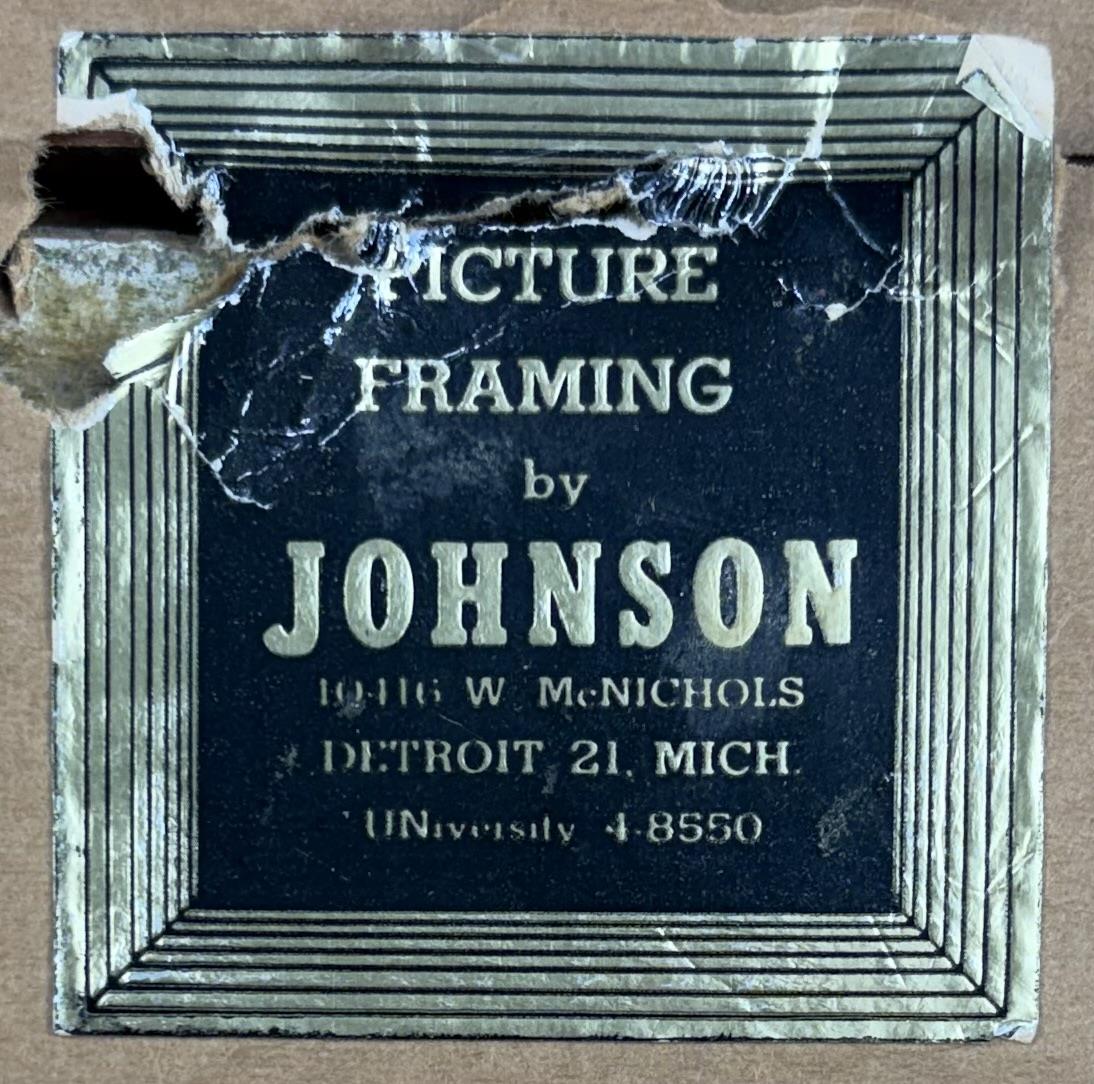 PICTURE
FRAMING
by
JOHNSON
10416 W McNICHOLS
DETROIT 21, MICH.
UNiversity 4-8550